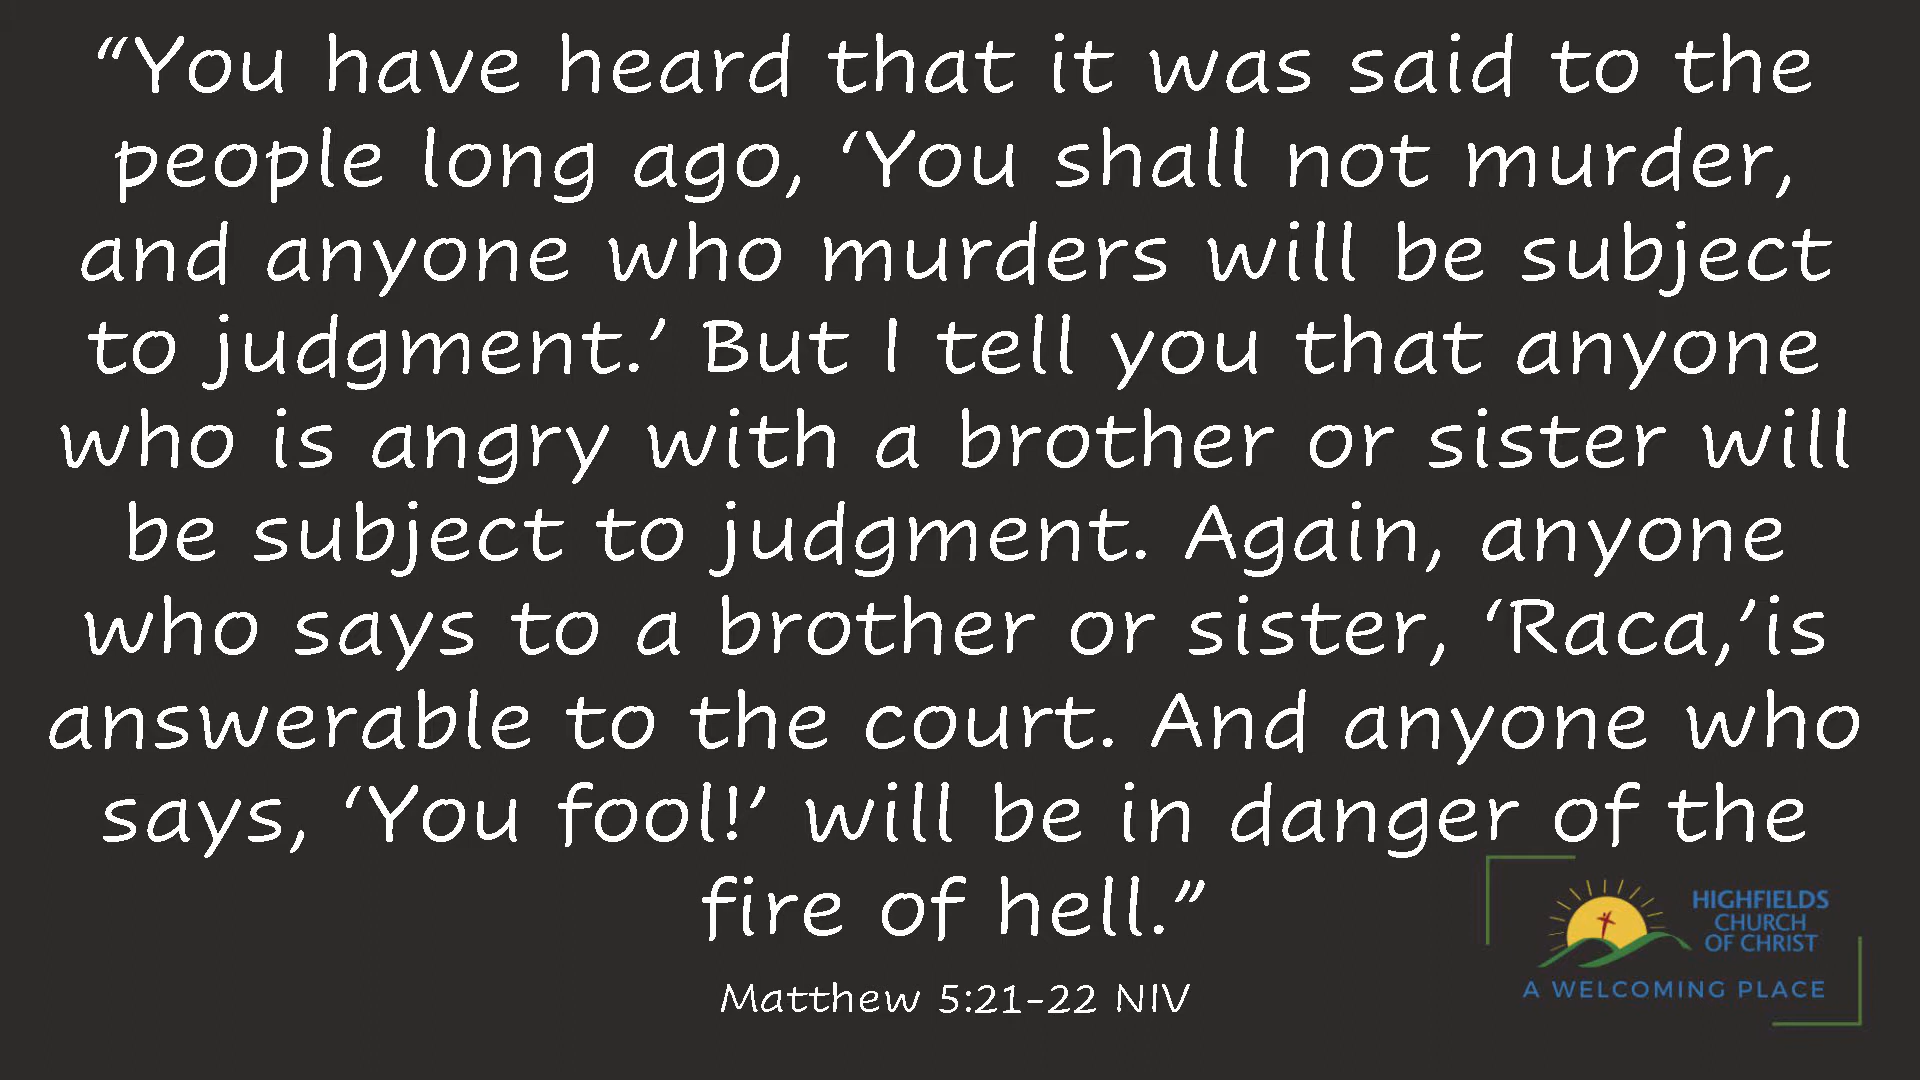 “You have heard that it was said to the
people long ago, ‘You shall not murder,
and anyone who murders will be subject
to judgment.’ But I tell you that anyone
who is angry with a brother or sister will
be subject to judgment. Again, anyone
who says to a brother or sister, ‘Raca,’is
answerable to the court. And anyone who
says, ‘You fool!’ will be in danger of the
fire of hell.”
Matthew 5:21-22 NIV
HIGHFIELDS
CHURCH
OF CHRIST
A WELCOMING PLACE